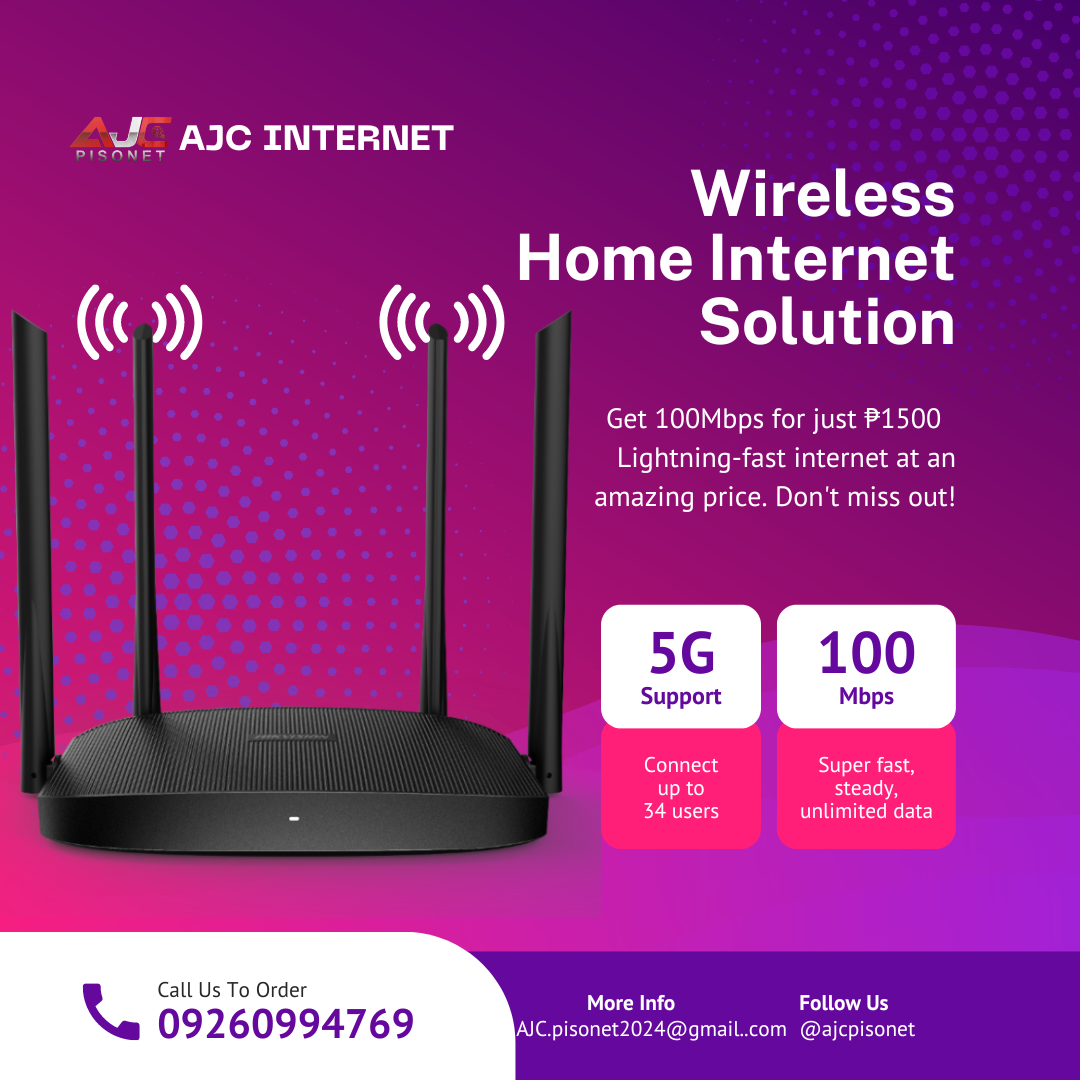 AJC
PISONET
AJC INTERNET
Wireless
Home Internet
Solution
Get 100Mbps for just ₱1500
Lightning-fast internet at an
amazing price. Don't miss out!
5G
Support
Connect
up to
34 users
100
Mbps
Super fast,
steady,
unlimited data
Call Us To Order
09260994769
More Info
AJC.pisonet2024@gmail..com
Follow Us
@ajcpisonet